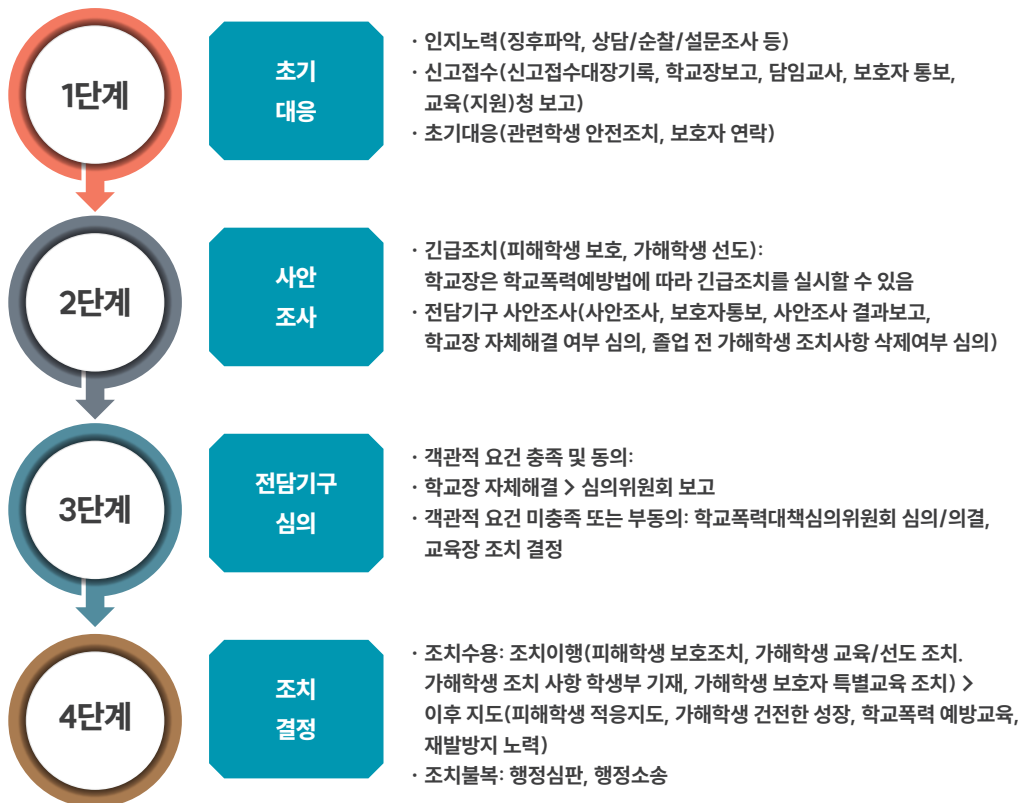 1단계
초기
대응
· 인지노력(징후파악, 상담/순찰/설문조사 등)
· 신고접수(신고접수대장기록, 학교장보고, 담임교사, 보호자 통보,
교육(지원)청 보고)
· 초기대응(관련학생 안전조치, 보호자 연락)
2단계
사안
조사
· 긴급조치(피해학생 보호, 가해학생 선도):
학교장은 학교폭력예방법에 따라 긴급조치를 실시할 수 있음
· 전담기구 사안조사(사안조사, 보호자통보, 사안조사 결과보고,
학교장 자체해결 여부 심의, 졸업 전 가해학생 조치사항 삭제여부 심의)
3단계
전담기구
심의
· 객관적 요건 충족 및 동의:
· 학교장 자체해결 > 심의위원회 보고
· 객관적 요건 미충족 또는 부동의: 학교폭력대책심의위원회 심의/의결,
교육장 조치 결정
4단계
조치
결정
· 조치수용: 조치이행(피해학생 보호조치, 가해학생 교육/선도 조치.
가해학생 조치 사항 학생부 기재, 가해학생 보호자 특별교육 조치) >
이후 지도(피해학생 적응지도, 가해학생 건전한 성장, 학교폭력 예방교육,
재발방지 노력)
· 조치불복: 행정심판, 행정소송